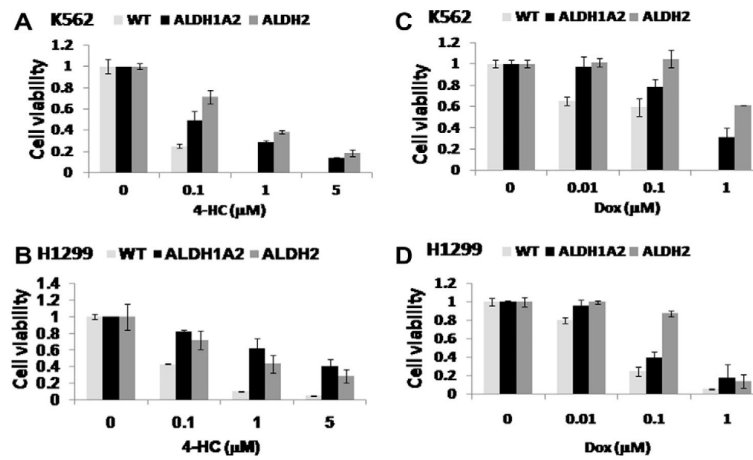 A K562 WT ALDH1A2 ALDH2
Cell viability
1.2
1
0.8
0.6
0.4
0.2
0
0 0.1 1 5
4-HC (µM)
B H1299 WT ALDH1A2 ALDH2
Cell viability
1.4
1.2
1
0.8
0.6
0.4
0.2
0
0 0.1 1 5
4-HC (µM)
C K562
WT ALDH1A2 ALDH2
Cell viability
1.2
1
0.8
0.6
0.4
0.2
0
0 0.01 0.1 1
Dox (µM)
D H1299
WT ALDH1A2 ALDH2
Cell viability
1.2
1
0.8
0.6
0.4
0.2
0
0 0.01 0.1 1
Dox (µM)